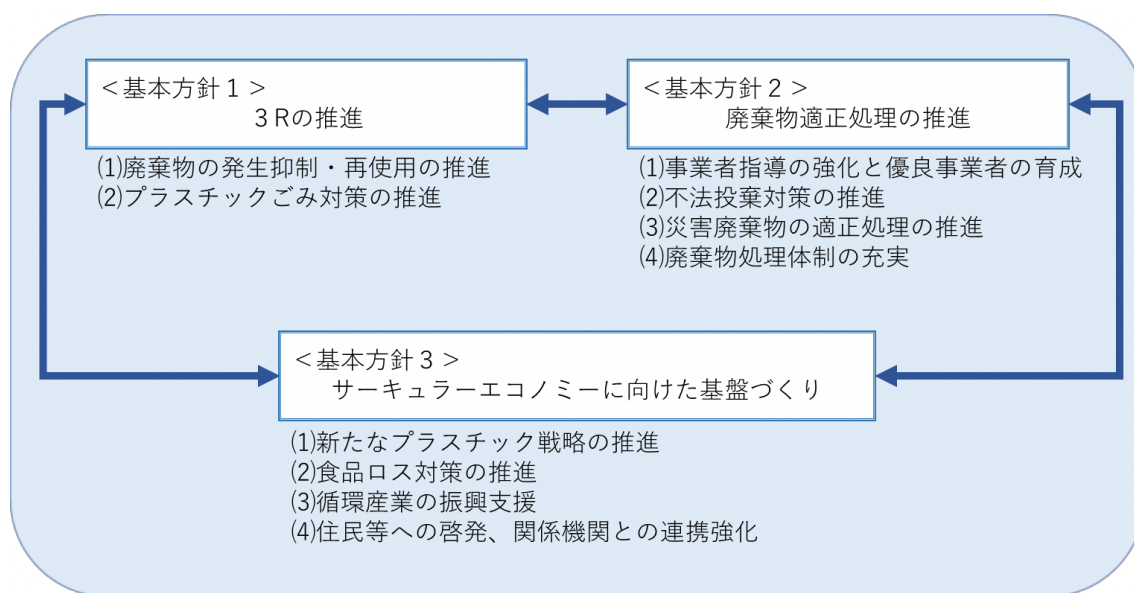 ＜基本方針１＞
３Rの推進
⑴廃棄物の発生抑制・再使用の推進
⑵プラスチックごみ対策の推進
＜基本方針２＞
廃棄物適正処理の推進
⑴事業者指導の強化と優良事業者の育成
⑵不法投棄対策の推進
⑶災害廃棄物の適正処理の推進
⑷廃棄物処理体制の充実
＜基本方針３＞
サーキュラーエコノミーに向けた基盤づくり
⑴新たなプラスチック戦略の推進
⑵食品ロス対策の推進
⑶循環産業の振興支援
⑷住民等への啓発、関係機関との連携強化